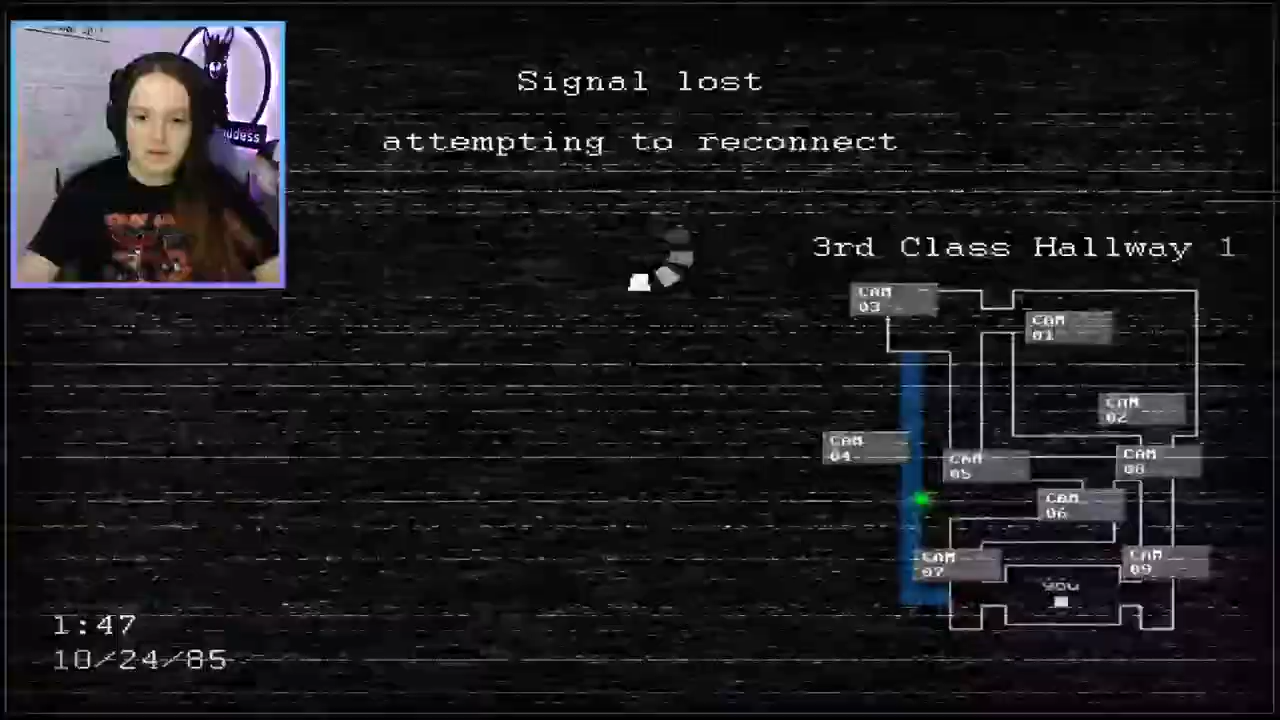 Signal lost
attempting to reconnect
3rd Class Hallway 1
CAM
03
CAM
01
CAM
02
CAM
04
CAM
05
CAM
08
CAM
06
CAM
07
CAM
09
you
1:47
10/24/85